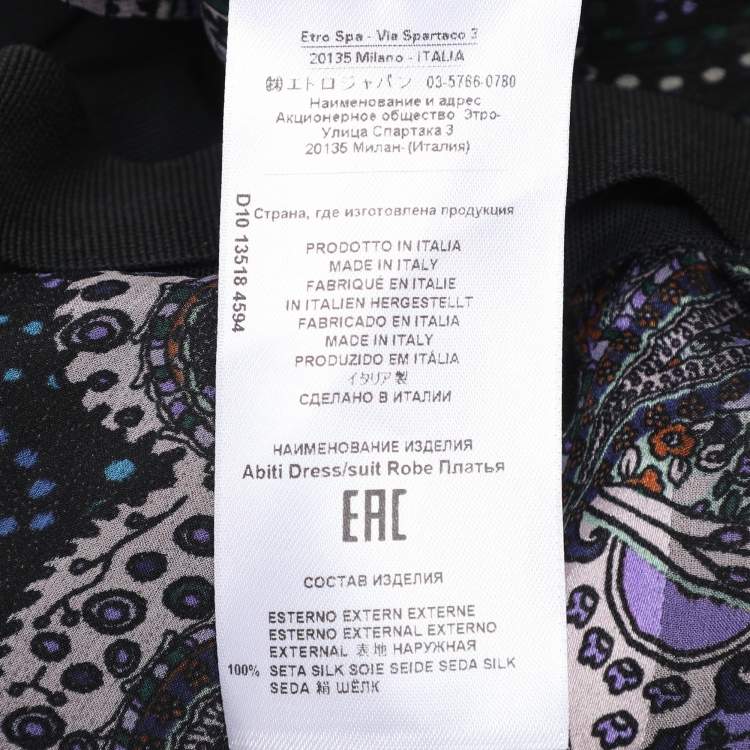 Etro Spa - Via Spartaco 3
20135 Milano - ITALIA
㈱エトロジャパン 03-5766-0780
Наименование и адрес
Акционерное общество Этро-
Улица Спартака 3
20135 Милан- (Италия)
D10 13518 4594
Страна, где изготовлена продукция
PRODOTTO IN ITALIA
MADE IN ITALY
FABRIQUÉ EN ITALIE
IN ITALIEN HERGESTELLT
FABRICADO EN ITALIA
MADE IN ITALY
PRODUZIDO EM ITÁLIA
イタリア製
СДЕЛАНО В ИТАЛИИ
НАИМЕНОВАНИЕ ИЗДЕЛИЯ
Abiti Dress/suit Robe Платья
EAC
СОСТАВ ИЗДЕЛИЯ
ESTERNO EXTERN EXTERNE
ESTERNO EXTERNAL EXTERNO
EXTERNAL 表地 НАРУЖНАЯ
100% SETA SILK SOIE SEIDE SEDA SILK
SEDA 絹 ШЁЛК